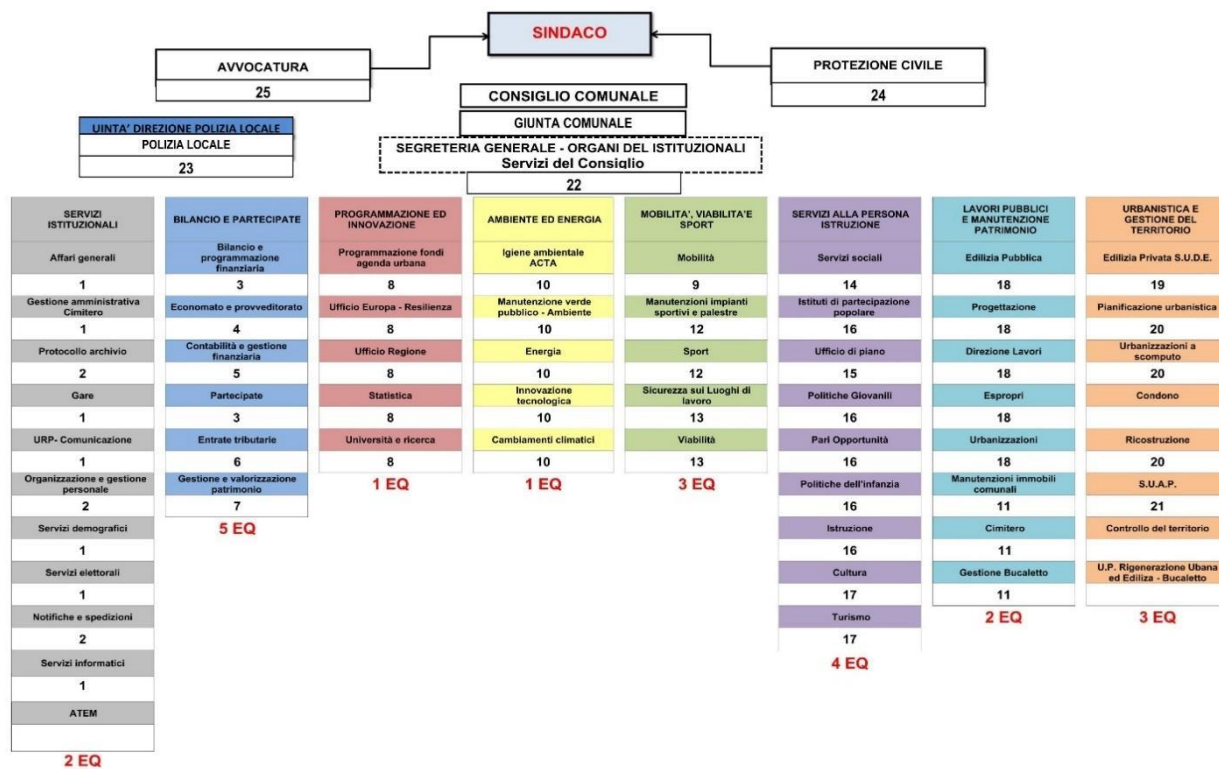 SINDACO
AVVOCATURA
25
PROTEZIONE CIVILE
24
CONSIGLIO COMUNALE
GIUNTA COMUNALE
UINTA' DIREZIONE POLIZIA LOCALE
POLIZIA LOCALE
23
SEGRETERIA GENERALE - ORGANI DEL ISTITUZIONALI
Servizi del Consiglio
22
SERVIZI
ISTITUZIONALI
Affari generali
1
Gestione amministrativa
Cimitero
1
Protocollo archivio
2
Gare
1
URP- Comunicazione
1
Organizzazione e gestione
personale
2
Servizi demografici
1
Servizi elettorali
1
Notifiche e spedizioni
2
Servizi informatici
1
ATEM
2 EQ
BILANCIO E PARTECIPATE
Bilancio e
programmazione
finanziaria
3
Economato e provveditorato
4
Contabilità e gestione
finanziaria
5
Partecipate
3
Entrate tributarie
6
Gestione e valorizzazione
patrimonio
7
5 EQ
PROGRAMMAZIONE ED
INNOVAZIONE
Programmazione fondi
agenda urbana
8
Ufficio Europa - Resilienza
8
Ufficio Regione
8
Statistica
8
Università e ricerca
8
1 EQ
AMBIENTE ED ENERGIA
Igiene ambientale
ACTA
10
Manutenzione verde
pubblico - Ambiente
10
Energia
10
Innovazione
tecnologica
10
Cambiamenti climatici
10
1 EQ
MOBILITA', VIABILITA'E
SPORT
Mobilità
9
Manutenzioni impianti
sportivi e palestre
12
Sport
12
Sicurezza sui Luoghi di
lavoro
13
Viabilità
13
3 EQ
SERVIZI ALLA PERSONA
ISTRUZIONE
Servizi sociali
14
Istituti di partecipazione
popolare
16
Ufficio di piano
15
Politiche Giovanili
16
Pari Opportunità
16
Politiche dell'infanzia
16
Istruzione
16
Cultura
17
Turismo
17
4 EQ
LAVORI PUBBLICI
E MANUTENZIONE
PATRIMONIO
Edilizia Pubblica
18
Progettazione
18
Direzione Lavori
18
Espropri
18
Urbanizzazioni
18
Manutenzioni immobili
comunali
11
Cimitero
11
Gestione Bucaletto
11
2 EQ
URBANISTICA E
GESTIONE DEL
TERRITORIO
Edilizia Privata S.U.D.E.
19
Pianificazione urbanistica
20
Urbanizzazioni a
scomputo
20
Condono
Ricostruzione
20
S.U.A.P.
21
Controllo del territorio
U.P. Rigenerazione Ubana
ed Ediliza - Bucaletto
3 EQ